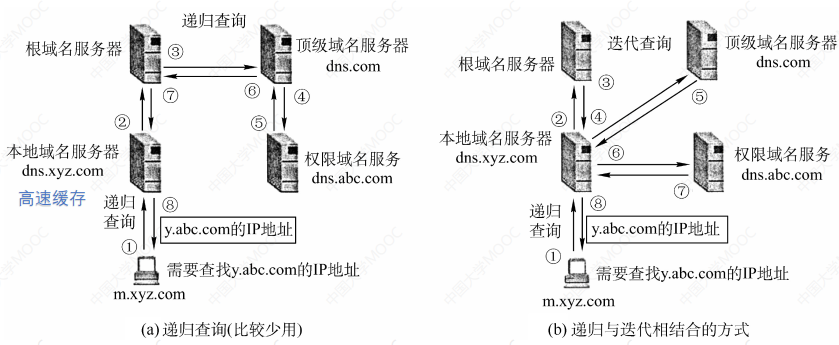 递归查询
根域名服务器
③
顶级域名服务器
dns.com
⑦
⑥
④
②
⑤
本地域名服务器
dns.xyz.com
高速缓存
权限域名服务
dns.abc.com
递归
查询
⑧
y.abc.com的IP地址
①
需要查找y.abc.com的IP地址
m.xyz.com
(a) 递归查询(比较少用)
迭代查询
顶级域名服务器
dns.com
根域名服务器
③
②
④
⑤
本地域名服务器
dns.xyz.com
⑥
权限域名服务
dns.abc.com
⑦
递归
查询
⑧
y.abc.com的IP地址
①
需要查找y.abc.com的IP地址
m.xyz.com
(b) 递归与迭代相结合的方式
中国大学MOOC